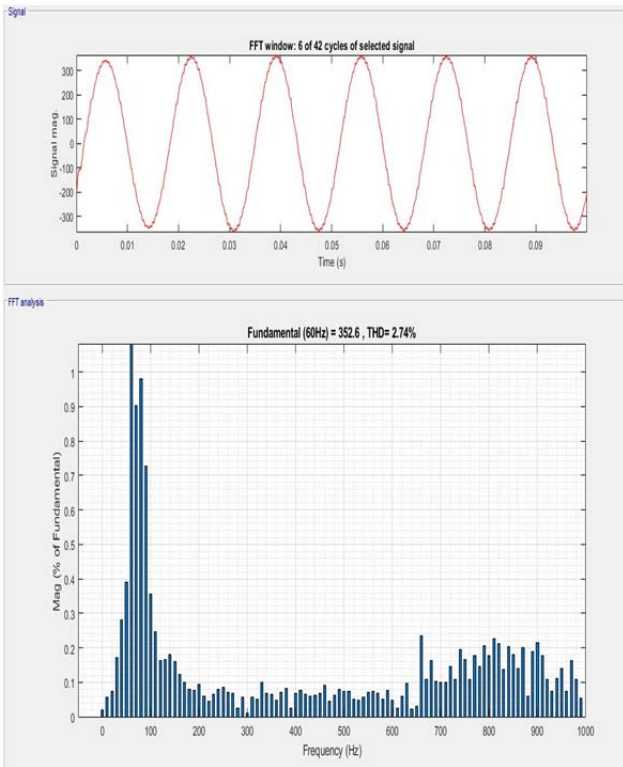 Signal
FFT window: 6 of 42 cycles of selected signal
300
200
100
0
-100
-200
-300
Signal mag.
0 0.01 0.02 0.03 0.04 0.05 0.06 0.07 0.08 0.09
Time (s)
FFT analysis
Fundamental (60Hz) = 352.6 , THD= 2.74%
1
0.9
0.8
0.7
0.6
0.5
0.4
0.3
0.2
0.1
0
Mag (% of Fundamental)
0 100 200 300 400 500 600 700 800 900 1000
Frequency (Hz)